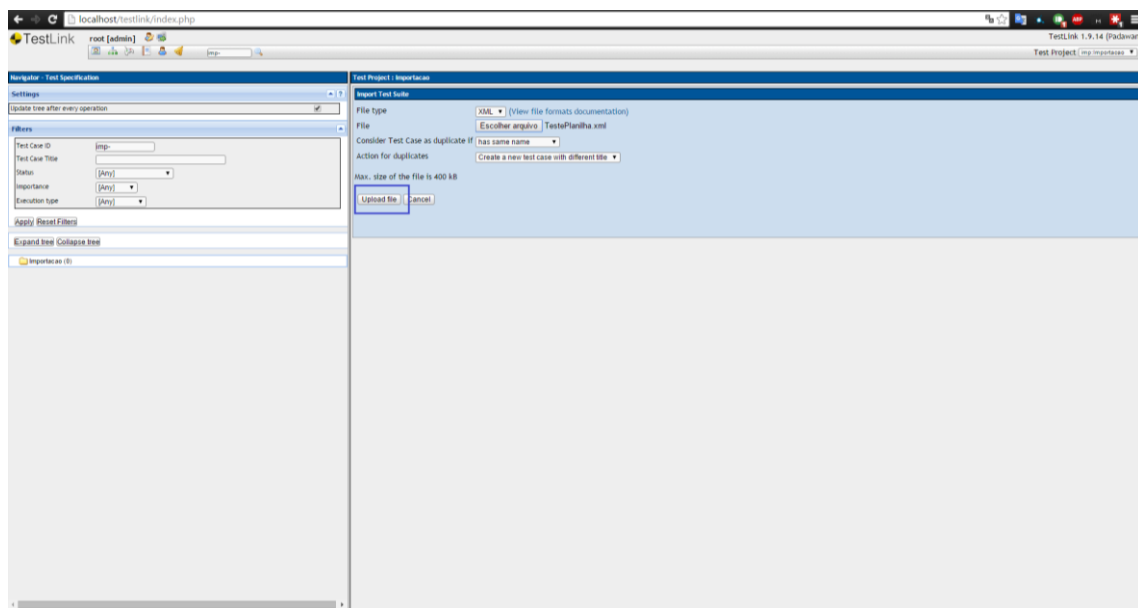 localhost/testlink/index.php
TestLink root [admin]
TestLink 1.9.14 (Padawan
imp-
Test Project imp:Importacao
Navigator - Test Specification
Settings
Update tree after every operation
Filters
Test Case ID imp-
Test Case Title
Status [Any]
Importance [Any]
Execution type [Any]
Apply Reset Filters
Expand tree Collapse tree
Importacao (0)
Test Project : Importacao
Import Test Suite
File type XML (View file formats documentation)
File Escolher arquivo TestePlanilha.xml
Consider Test Case as duplicate if has same name
Action for duplicates Create a new test case with different title
Max. size of the file is 400 kB
Upload file Cancel